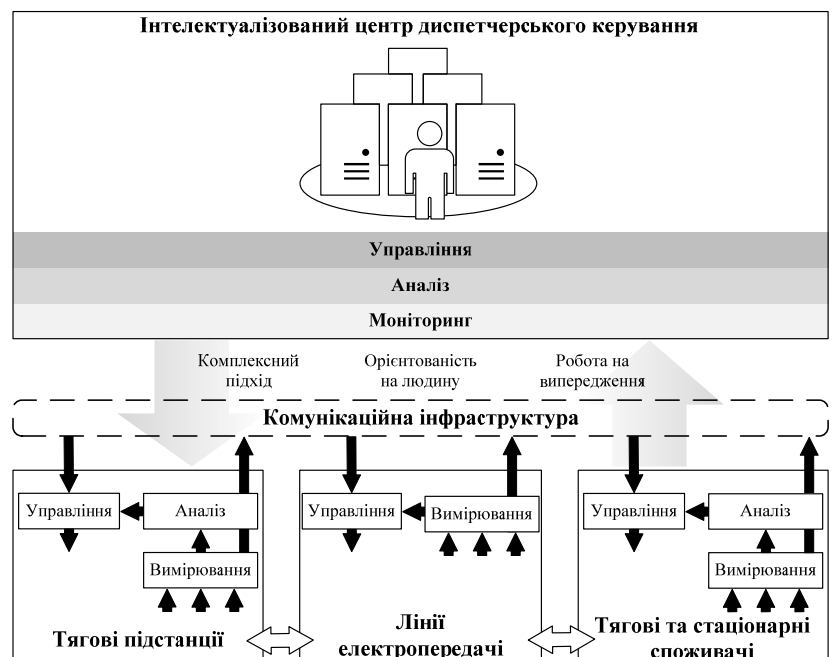 Інтелектуалізований центр диспетчерського керування
Управління
Аналіз
Моніторинг
Комплексний
підхід
Орієнтованість
на людину
Робота на
випередження
Комунікаційна інфраструктура
Управління
Аналіз
Вимірювання
Тягові підстанції
Управління
Вимірювання
Лінії
електропередачі
Управління
Аналіз
Вимірювання
Тягові та стаціонарні
споживачі